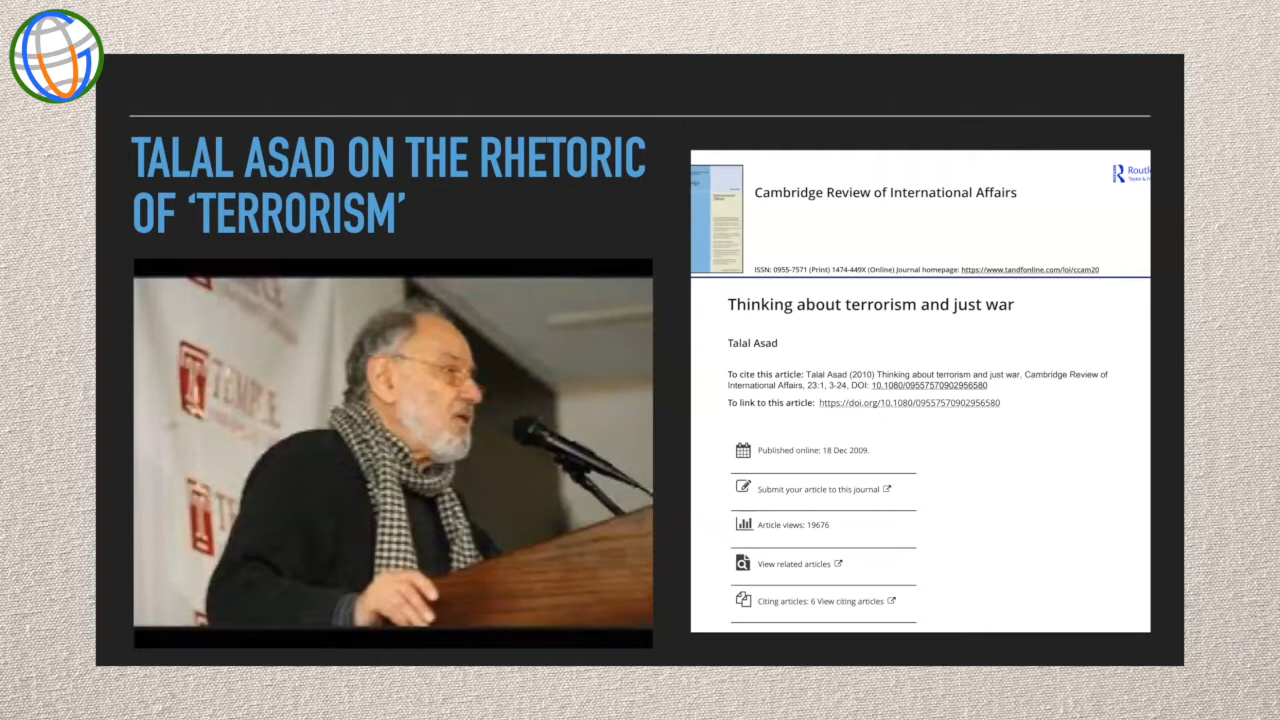 TALAL ASAD ON THE RHETORIC
OF ‘TERRORISM’
Cambridge Review of International Affairs
ISSN: 0955-7571 (Print) 1474-449X (Online) Journal homepage: https://www.tandfonline.com/loi/ccam20
Thinking about terrorism and just war
Talal Asad
To cite this article: Talal Asad (2010) Thinking about terrorism and just war, Cambridge Review of
International Affairs, 23:1, 3-24, DOI: 10.1080/09557570902956580
To link to this article: https://doi.org/10.1080/09557570902956580
Published online: 18 Dec 2009.
Submit your article to this journal
Article views: 19676
View related articles
Citing articles: 6 View citing articles